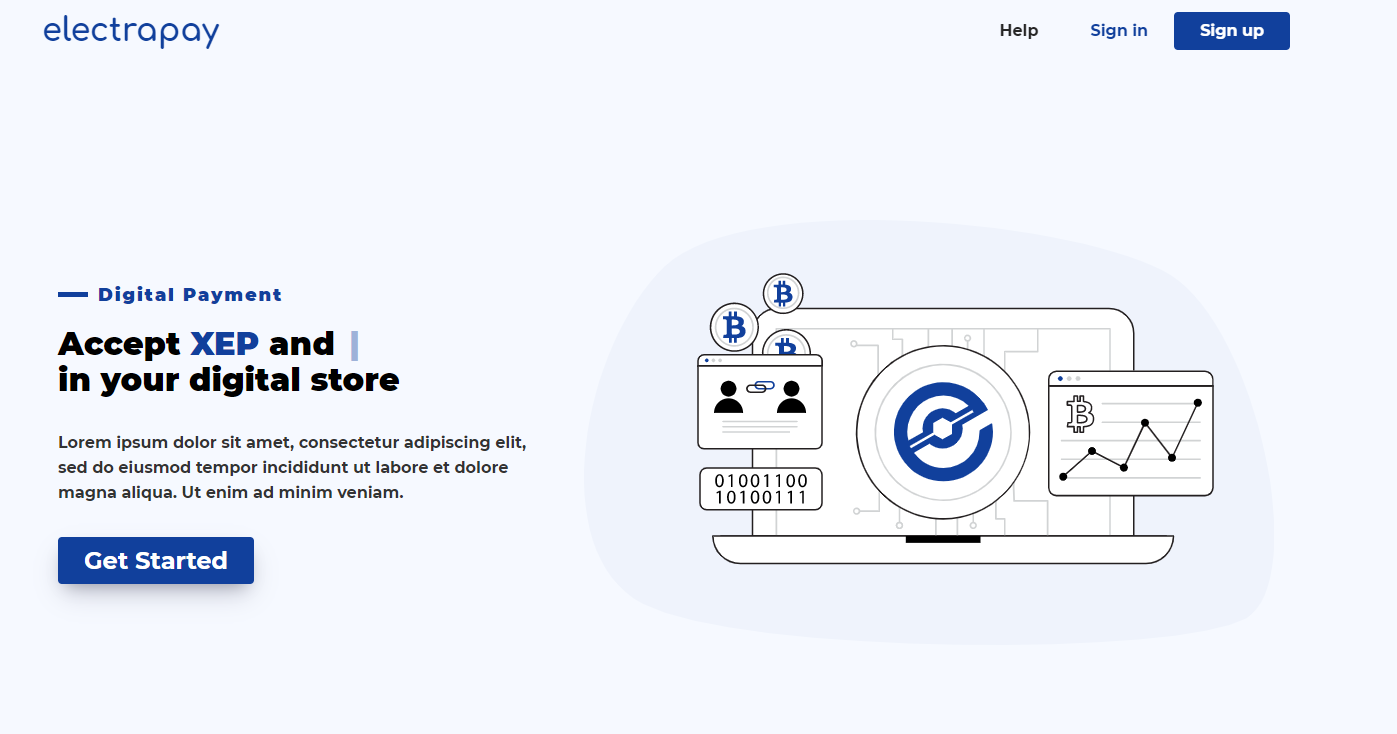 electrapay
Help
Sign in
Sign up
Digital Payment
Accept XEP and |
in your digital store
Lorem ipsum dolor sit amet, consectetur adipiscing elit,
sed do eiusmod tempor incididunt ut labore et dolore
magna aliqua. Ut enim ad minim veniam.
Get Started
01001100
10100111